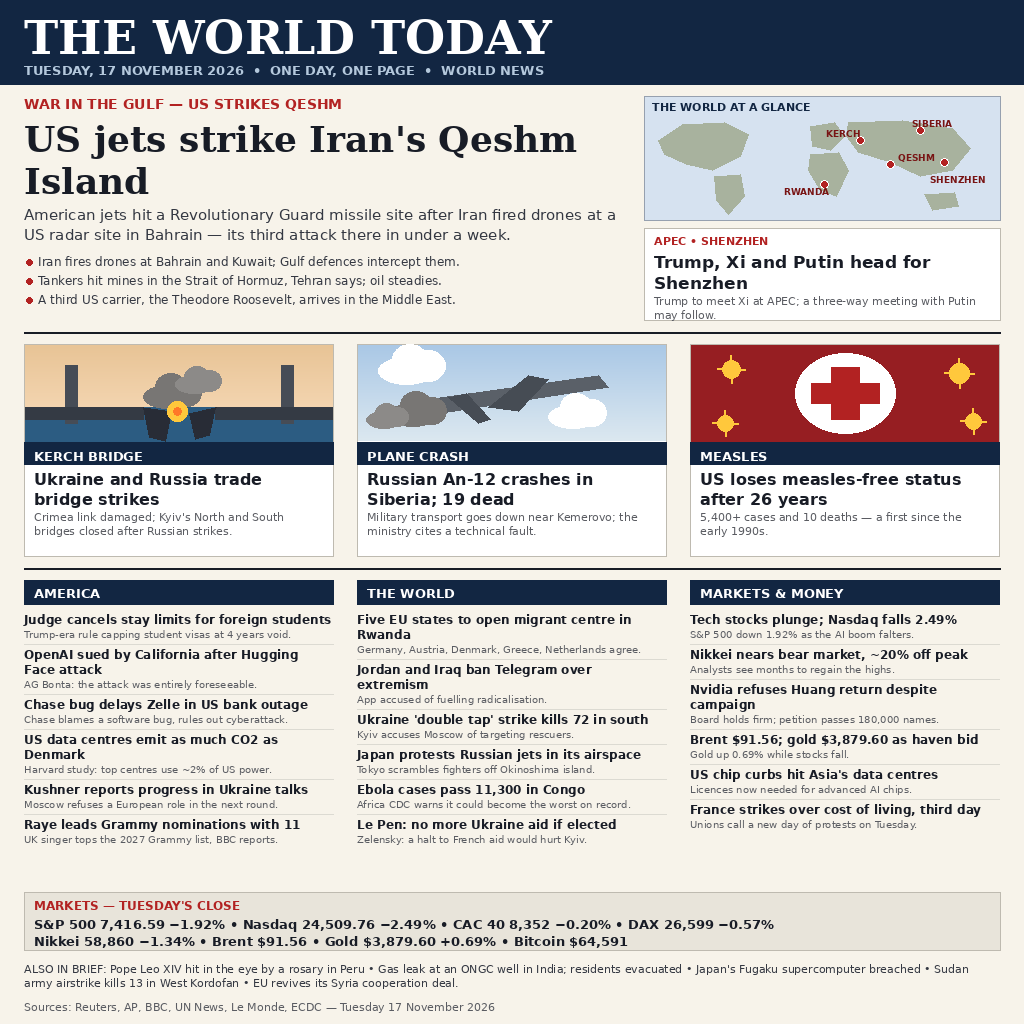 THE WORLD TODAY
TUESDAY, 17 NOVEMBER 2026 • ONE DAY, ONE PAGE • WORLD NEWS
WAR IN THE GULF — US STRIKES QESHM
US jets strike Iran's Qeshm
Island
American jets hit a Revolutionary Guard missile site after Iran fired drones at a
US radar site in Bahrain — its third attack there in under a week.
Iran fires drones at Bahrain and Kuwait; Gulf defences intercept them.
Tankers hit mines in the Strait of Hormuz, Tehran says; oil steadies.
A third US carrier, the Theodore Roosevelt, arrives in the Middle East.
THE WORLD AT A GLANCE
SIBERIA
KERCH
QESHM
SHENZHEN
RWANDA
APEC • SHENZHEN
Trump, Xi and Putin head for
Shenzhen
Trump to meet Xi at APEC; a three-way meeting with Putin
may follow.
KERCH BRIDGE
Ukraine and Russia trade
bridge strikes
Crimea link damaged; Kyiv's North and South
bridges closed after Russian strikes.
PLANE CRASH
Russian An-12 crashes in
Siberia; 19 dead
Military transport goes down near Kemerovo; the
ministry cites a technical fault.
MEASLES
US loses measles-free status
after 26 years
5,400+ cases and 10 deaths — a first since the
early 1990s.
AMERICA
Judge cancels stay limits for foreign students
Trump-era rule capping student visas at 4 years void.
OpenAI sued by California after Hugging
Face attack
AG Bonta: the attack was entirely foreseeable.
Chase bug delays Zelle in US bank outage
Chase blames a software bug, rules out cyberattack.
US data centres emit as much CO2 as
Denmark
Harvard study: top centres use ~2% of US power.
Kushner reports progress in Ukraine talks
Moscow refuses a European role in the next round.
Raye leads Grammy nominations with 11
UK singer tops the 2027 Grammy list, BBC reports.
THE WORLD
Five EU states to open migrant centre in
Rwanda
Germany, Austria, Denmark, Greece, Netherlands agree.
Jordan and Iraq ban Telegram over
extremism
App accused of fuelling radicalisation.
Ukraine 'double tap' strike kills 72 in south
Kyiv accuses Moscow of targeting rescuers.
Japan protests Russian jets in its airspace
Tokyo scrambles fighters off Okinoshima island.
Ebola cases pass 11,300 in Congo
Africa CDC warns it could become the worst on record.
Le Pen: no more Ukraine aid if elected
Zelensky: a halt to French aid would hurt Kyiv.
MARKETS & MONEY
Tech stocks plunge; Nasdaq falls 2.49%
S&P 500 down 1.92% as the AI boom falters.
Nikkei nears bear market, ~20% off peak
Analysts see months to regain the highs.
Nvidia refuses Huang return despite
campaign
Board holds firm; petition passes 180,000 names.
Brent $91.56; gold $3,879.60 as haven bid
Gold up 0.69% while stocks fall.
US chip curbs hit Asia's data centres
Licences now needed for advanced AI chips.
France strikes over cost of living, third day
Unions call a new day of protests on Tuesday.
MARKETS — TUESDAY'S CLOSE
S&P 500 7,416.59 −1.92% • Nasdaq 24,509.76 −2.49% • CAC 40 8,352 −0.20% • DAX 26,599 −0.57%
Nikkei 58,860 −1.34% • Brent $91.56 • Gold $3,879.60 +0.69% • Bitcoin $64,591
ALSO IN BRIEF: Pope Leo XIV hit in the eye by a rosary in Peru • Gas leak at an ONGC well in India; residents evacuated • Japan's Fugaku supercomputer breached • Sudan
army airstrike kills 13 in West Kordofan • EU revives its Syria cooperation deal.
Sources: Reuters, AP, BBC, UN News, Le Monde, ECDC — Tuesday 17 November 2026